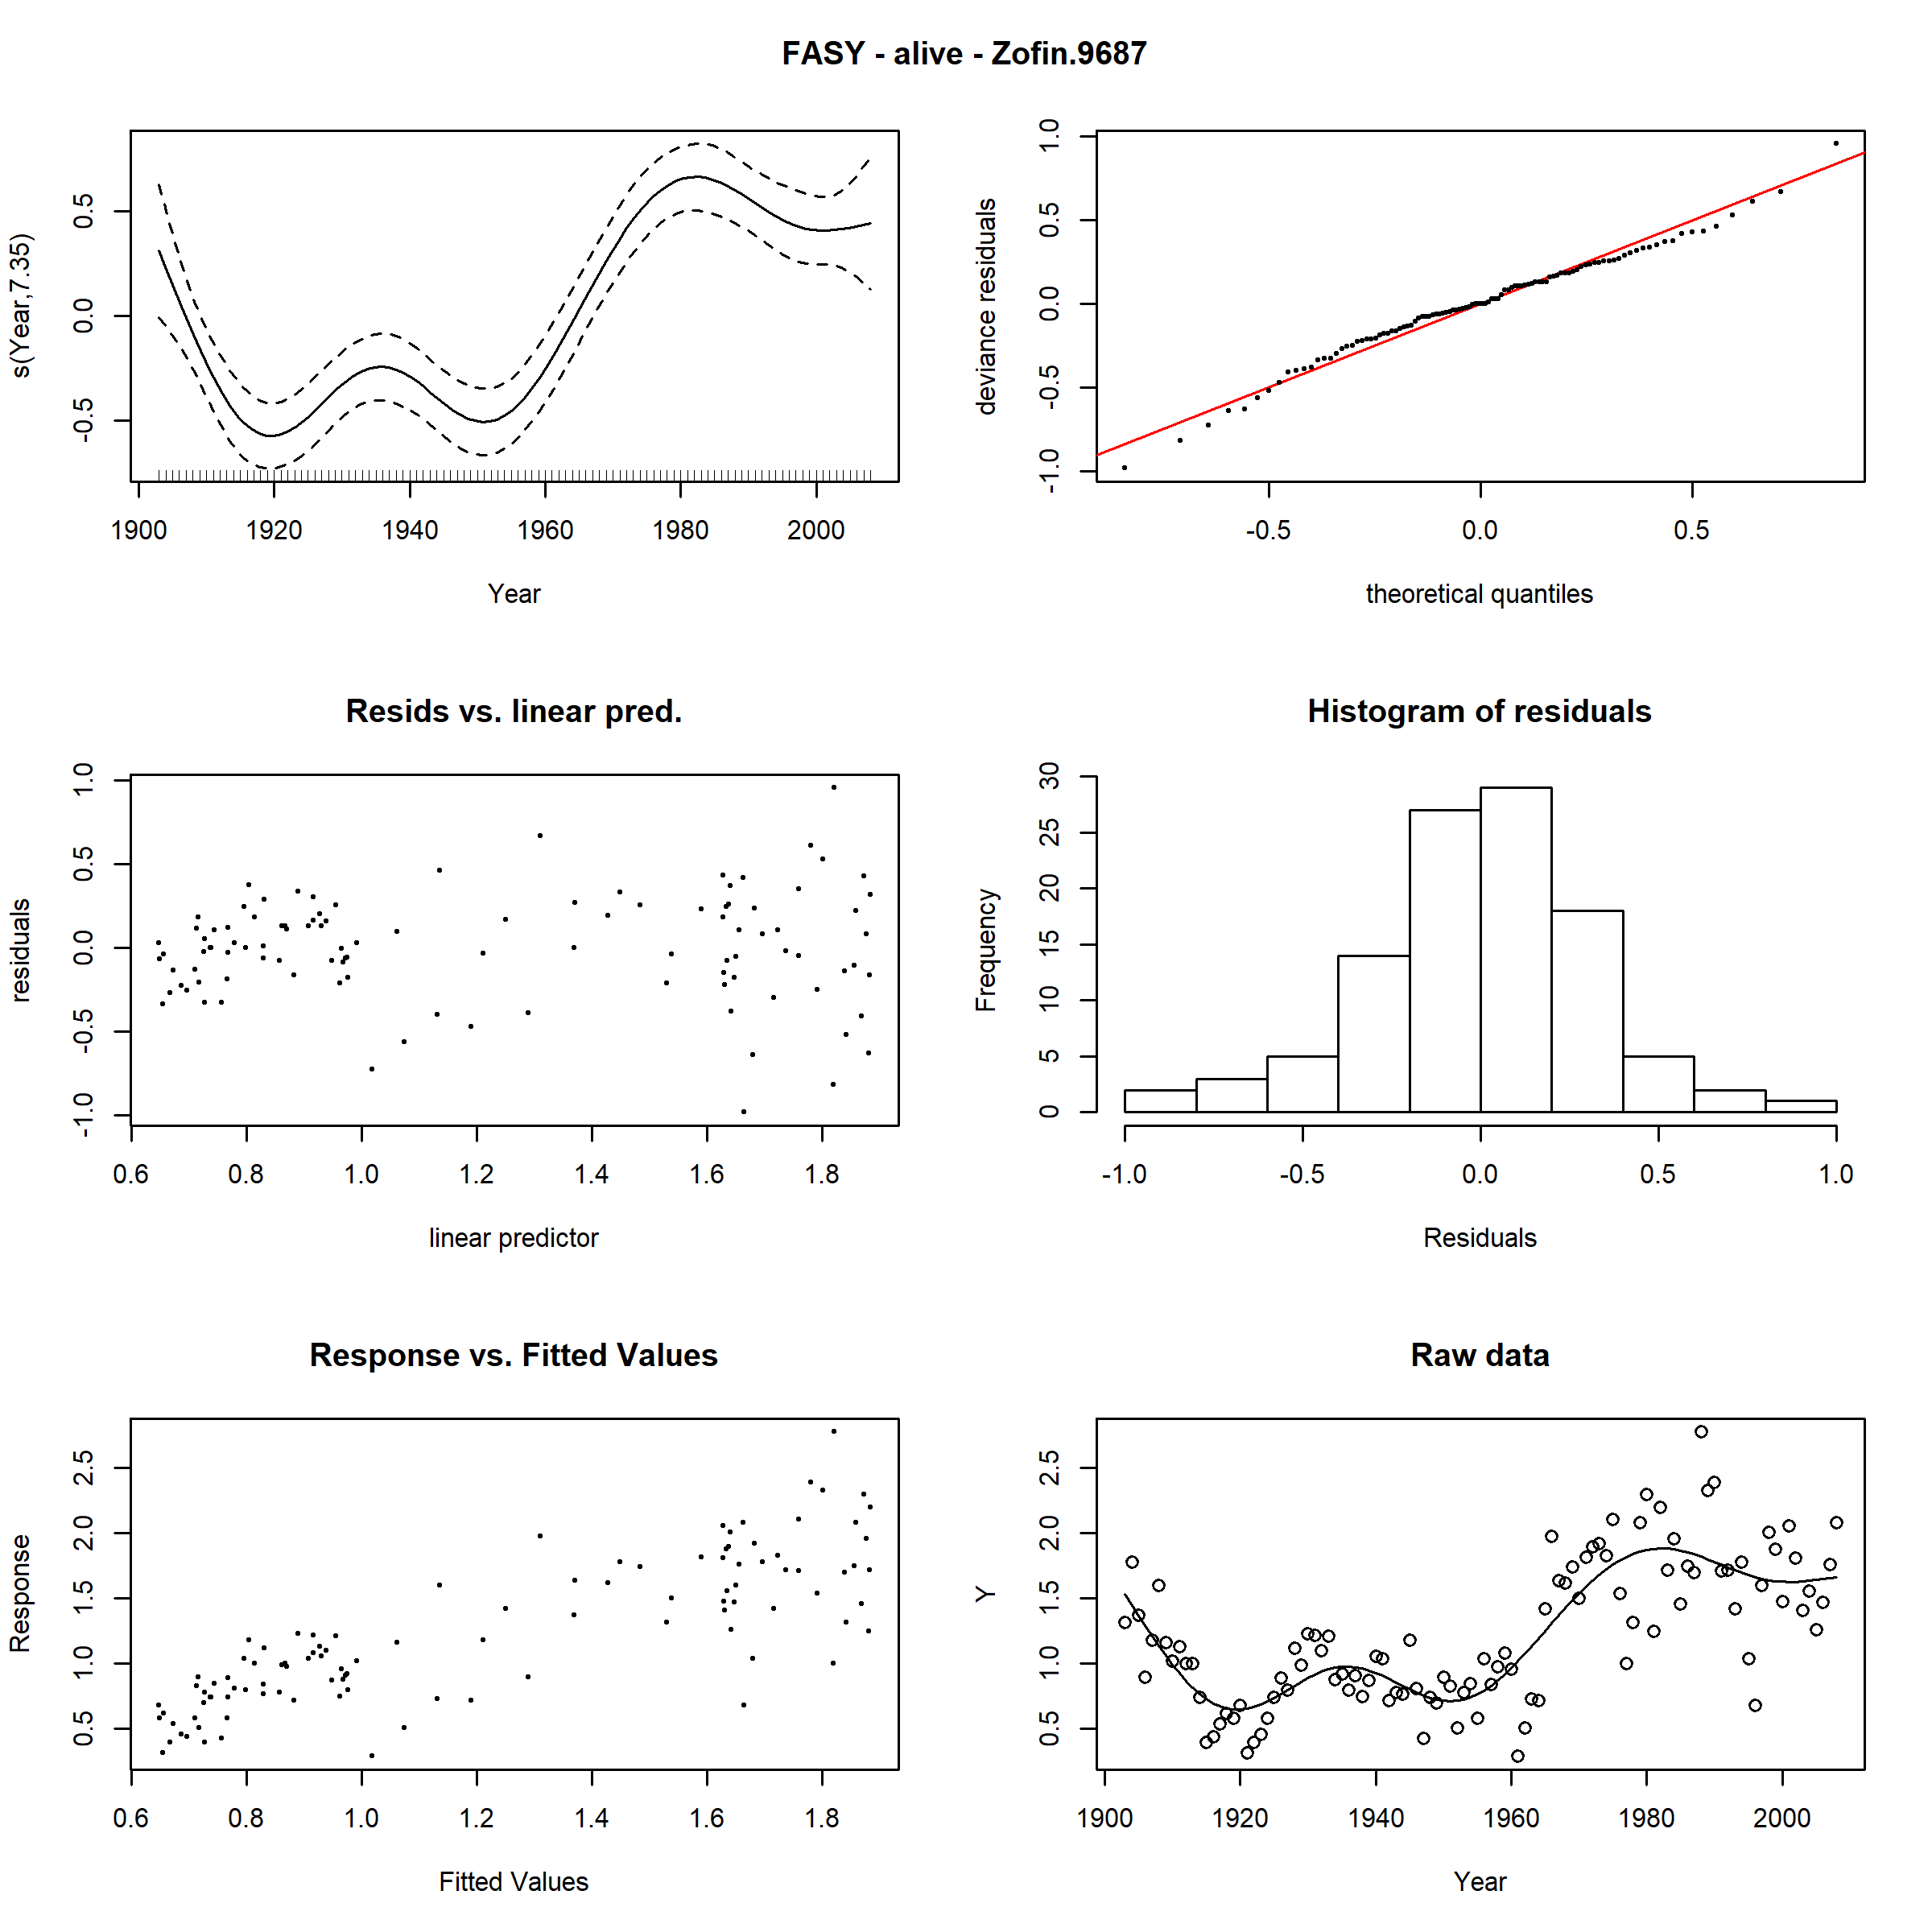 FASY - alive - Zofin.9687
s(Year,7.35)
0.5
0.0
-0.5
1900 1920 1940 1960 1980 2000
Year
deviance residuals
1.0
0.5
0.0
-0.5
-1.0
-0.5 0.0 0.5
theoretical quantiles
Resids vs. linear pred.
residuals
1.0
0.5
0.0
-0.5
-1.0
0.6 0.8 1.0 1.2 1.4 1.6 1.8
linear predictor
Histogram of residuals
Frequency
30
25
20
15
10
5
0
-1.0 -0.5 0.0 0.5 1.0
Residuals
Response vs. Fitted Values
Response
2.5
2.0
1.5
1.0
0.5
0.6 0.8 1.0 1.2 1.4 1.6 1.8
Fitted Values
Raw data
Y
2.5
2.0
1.5
1.0
0.5
1900 1920 1940 1960 1980 2000
Year